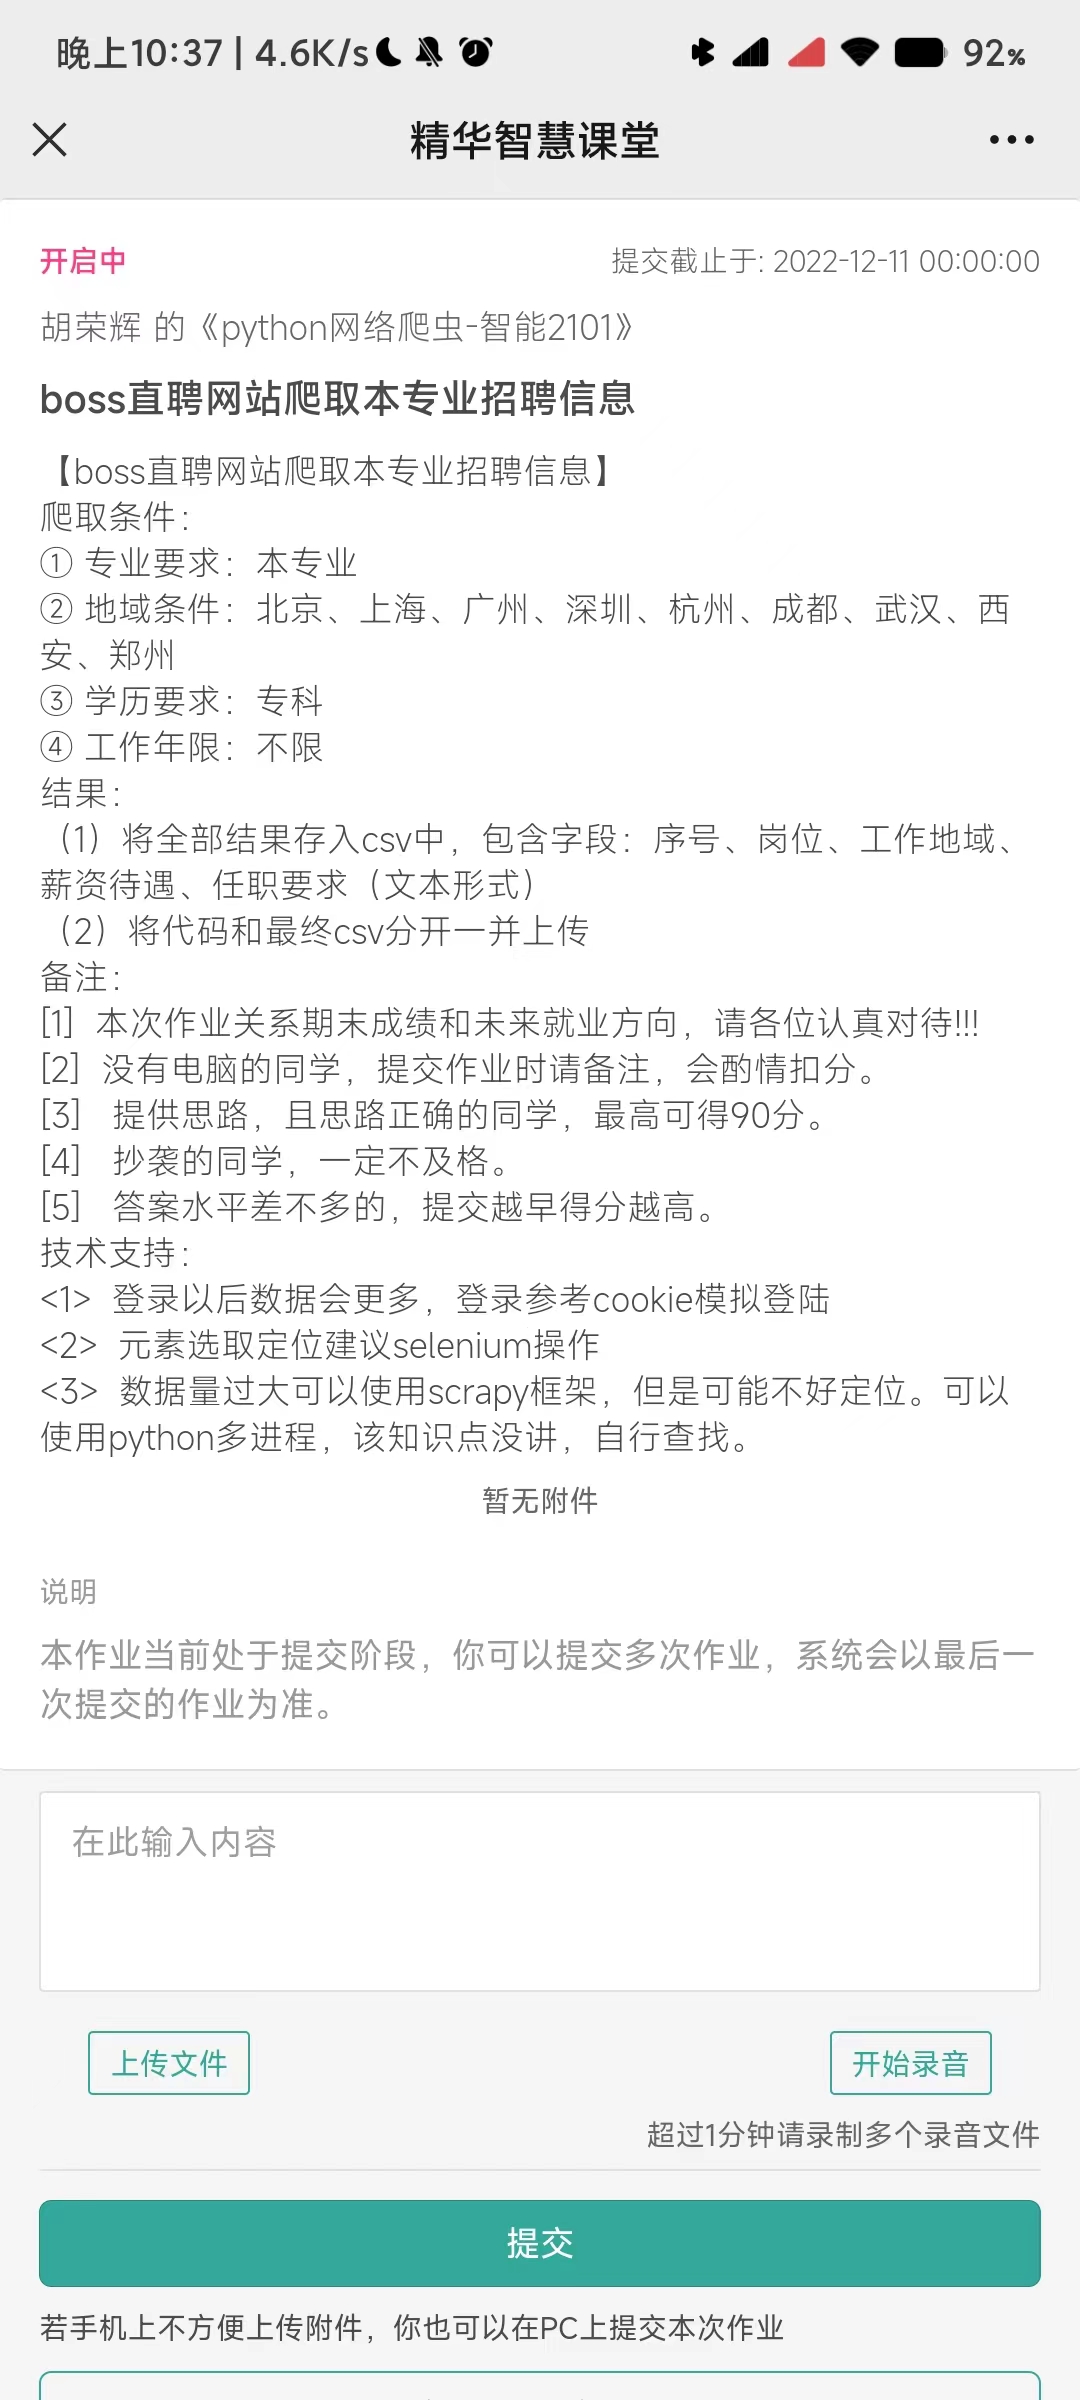 晚上10:37 | 4.6K/s
92%
精华智慧课堂
开启中
提交截止于: 2022-12-11 00:00:00
胡荣辉 的《python网络爬虫-智能2101》
boss直聘网站爬取本专业招聘信息
【boss直聘网站爬取本专业招聘信息】
爬取条件：
① 专业要求：本专业
② 地域条件：北京、上海、广州、深圳、杭州、成都、武汉、西
安、郑州
③ 学历要求：专科
④ 工作年限：不限
结果：
（1）将全部结果存入csv中，包含字段：序号、岗位、工作地域、
薪资待遇、任职要求（文本形式）
（2）将代码和最终csv分开一并上传
备注：
[1] 本次作业关系期末成绩和未来就业方向，请各位认真对待!!!
[2] 没有电脑的同学，提交作业时请备注，会酌情扣分。
[3] 提供思路，且思路正确的同学，最高可得90分。
[4] 抄袭的同学，一定不及格。
[5] 答案水平差不多的，提交越早得分越高。
技术支持：
<1> 登录以后数据会更多，登录参考cookie模拟登陆
<2> 元素选取定位建议selenium操作
<3> 数据量过大可以使用scrapy框架，但是可能不好定位。可以
使用python多进程，该知识点没讲，自行查找。
暂无附件
说明
本作业当前处于提交阶段，你可以提交多次作业，系统会以最后一
次提交的作业为准。
在此输入内容
上传文件
开始录音
超过1分钟请录制多个录音文件
提交
若手机上不方便上传附件，你也可以在PC上提交本次作业